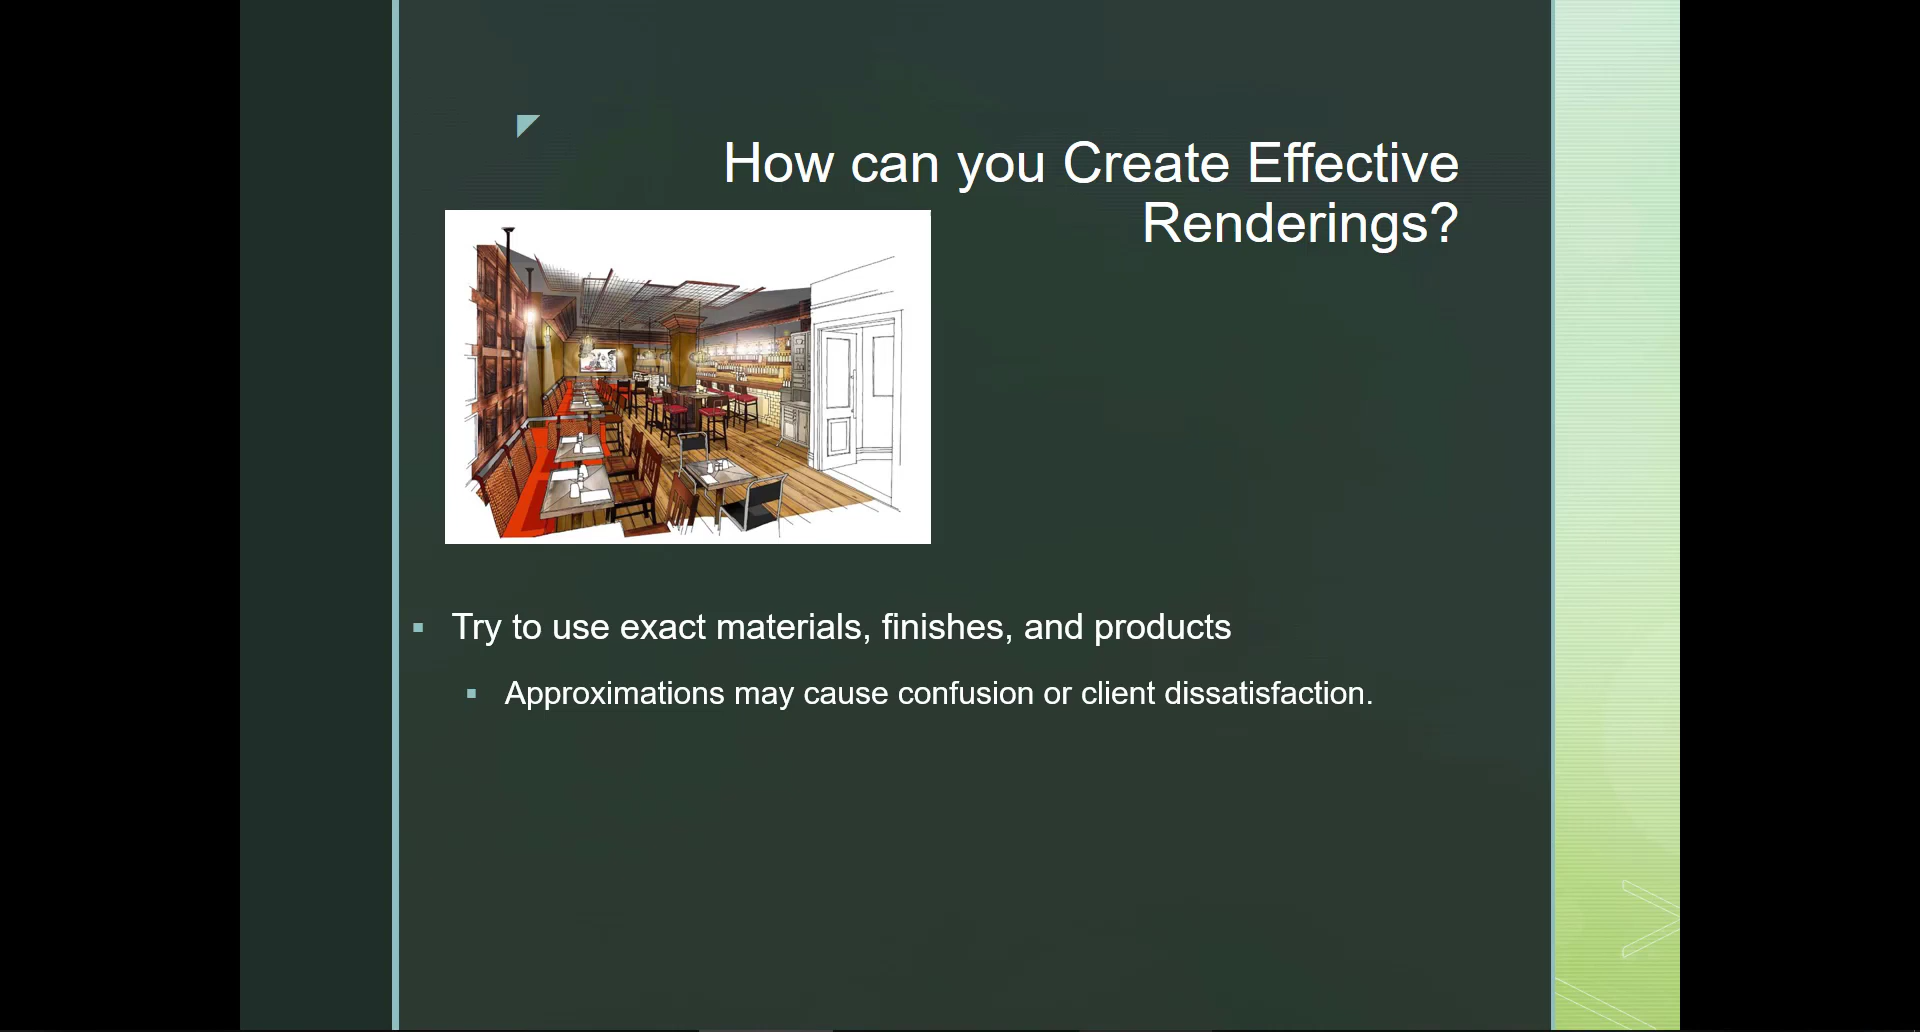 How can you Create Effective
Renderings?
Try to use exact materials, finishes, and products
Approximations may cause confusion or client dissatisfaction.